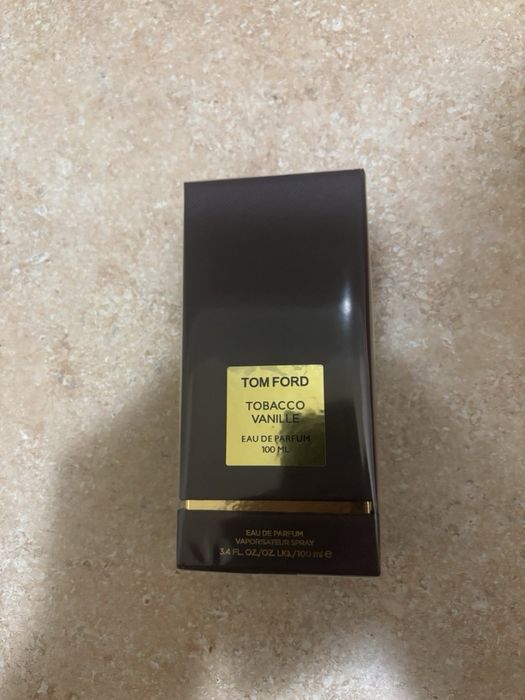 TOM FORD
TOBACCO
VANILLE
EAU DE PARFUM
100 ML
EAU DE PARFUM
VAPORISATEUR SPRAY
3.4 FL. OZ./OZ. LIQ./100 ml ℮